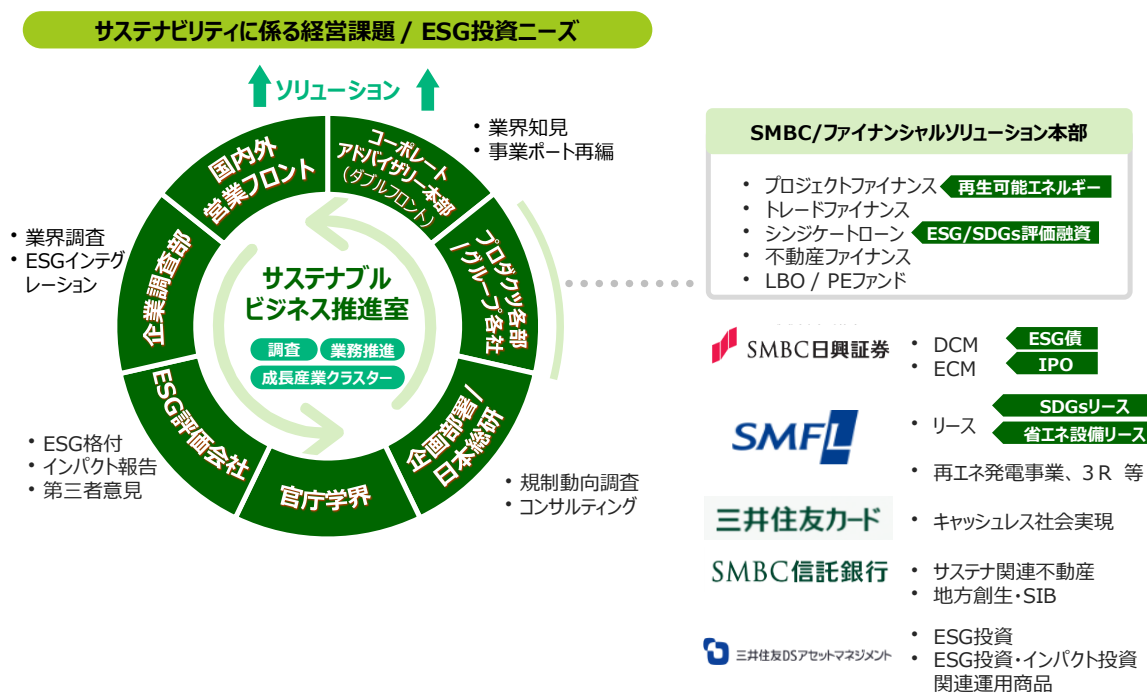 サステナビリティに係る経営課題 / ESG投資ニーズ
ソリューション
国内外
営業フロント
コーポレート
アドバイザリー本部
(ダブルフロント)
・業界知見
・事業ポート再編
・業界調査
・ESGインテグ
レーション
企業調査部
プロダクツ各部
/グループ各社
サステナブル
ビジネス推進室
調査
業務推進
成長産業クラスター
ESG評価会社
官庁学界
企画部署/
日本総研
・ESG格付
・インパクト報告
・第三者意見
・規制動向調査
・コンサルティング
SMBC/ファイナンシャルソリューション本部
・プロジェクトファイナンス 再生可能エネルギー
・トレードファイナンス
・シンジケートローン ESG/SDGs評価融資
・不動産ファイナンス
・LBO / PEファンド
SMBC日興証券
・DCM ESG債
・ECM IPO
SMFL
・リース
SDGsリース
省エネ設備リース
・再エネ発電事業、3R 等
三井住友カード
・キャッシュレス社会実現
SMBC信託銀行
・サステナ関連不動産
・地方創生・SIB
三井住友DSアセットマネジメント
・ESG投資
・ESG投資・インパクト投資
関連運用商品